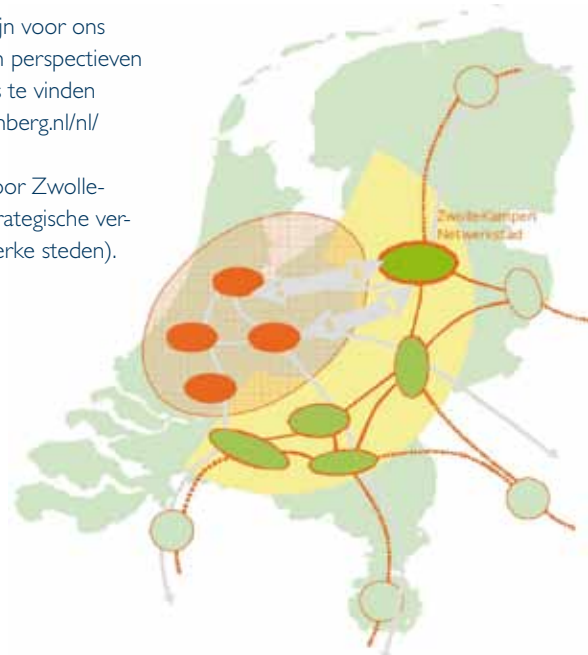 jn voor ons
n perspectieven
s te vinden
nberg.nl/nl/
oor Zwolle-
rategische ver-
erke steden).
Zwolle-Kampen
Netwerkstad